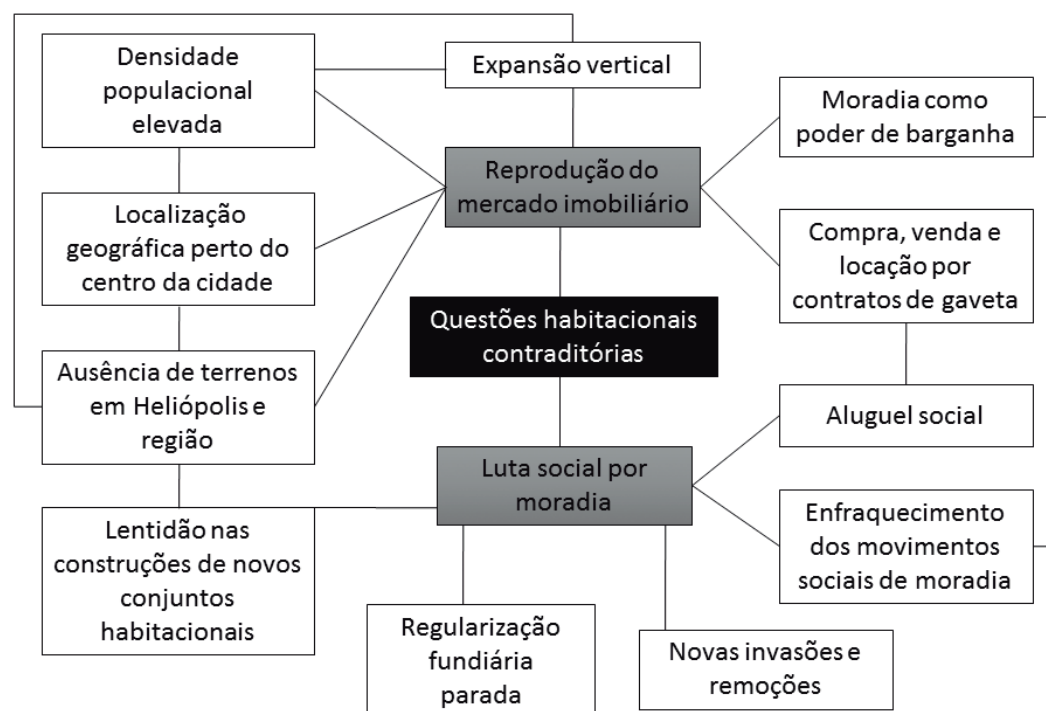 Densidade
populacional
elevada
Expansão vertical
Moradia como
poder de barganha
Reprodução do
mercado imobiliário
Localização
geográfica perto do
centro da cidade
Compra, venda e
locação por
contratos de gaveta
Questões habitacionais
contraditórias
Ausência de terrenos
em Heliópolis e
região
Aluguel social
Luta social por
moradia
Lentidão nas
construções de novos
conjuntos
habitacionais
Enfraquecimento
dos movimentos
sociais de moradia
Regularização
fundiária
parada
Novas invasões e
remoções